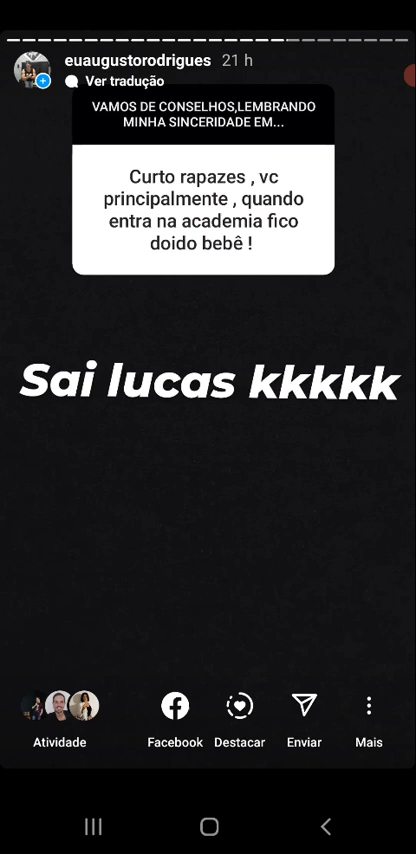 euaugustorodrigues 21 h
Ver tradução
VAMOS DE CONSELHOS,LEMBRANDO
MINHA SINCERIDADE EM...
Curto rapazes , vc
principalmente , quando
entra na academia fico
doido bebê !
Sai lucas kkkkk
Atividade Facebook Destacar Enviar Mais